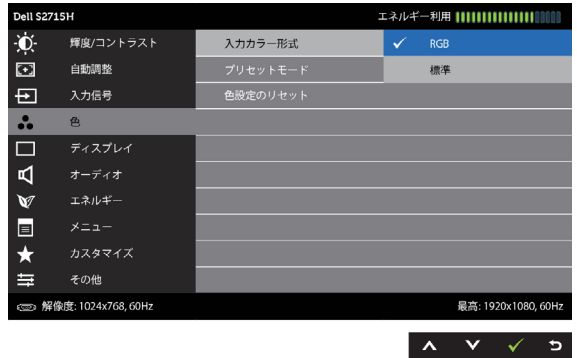 Dell S2715H エネルギー利用
輝度/コントラスト 入力カラー形式 RGB
自動調整 プリセットモード 標準
入力信号 色設定のリセット
色
ディスプレイ
オーディオ
エネルギー
メニュー
カスタマイズ
その他
解像度: 1024x768, 60Hz 最高: 1920x1080, 60Hz